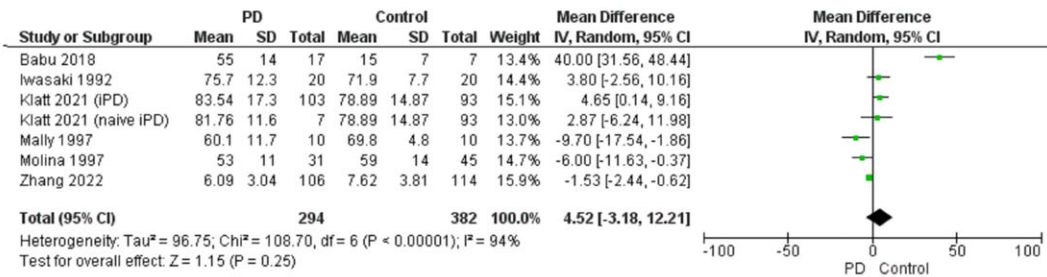 PD Control Mean Difference Mean Difference
Study or Subgroup Mean SD Total Mean SD Total Weight IV, Random, 95% CI IV, Random, 95% CI
Babu 2018 55 14 17 15 7 7 13.4% 40.00 [31.56, 48.44]
Iwasaki 1992 75.7 12.3 20 71.9 7.7 20 14.4% 3.80 [-2.56, 10.16]
Klatt 2021 (iPD) 83.54 17.3 103 78.89 14.87 93 15.1% 4.65 [0.14, 9.16]
Klatt 2021 (naive iPD) 81.76 11.6 7 78.89 14.87 93 13.0% 2.87 [-6.24, 11.98]
Mally 1997 60.1 11.7 10 69.8 4.8 10 13.7% -9.70 [-17.54, -1.86]
Molina 1997 53 11 31 59 14 45 14.7% -6.00 [-11.63, -0.37]
Zhang 2022 6.09 3.04 106 7.62 3.81 114 15.9% -1.53 [-2.44, -0.62]
Total (95% CI) 294 382 100.0% 4.52 [-3.18, 12.21]
Heterogeneity: Tau² = 96.75; Chi² = 108.70, df = 6 (P < 0.00001); I² = 94%
Test for overall effect: Z = 1.15 (P = 0.25)
-100 -50 0 50 100
PD Control